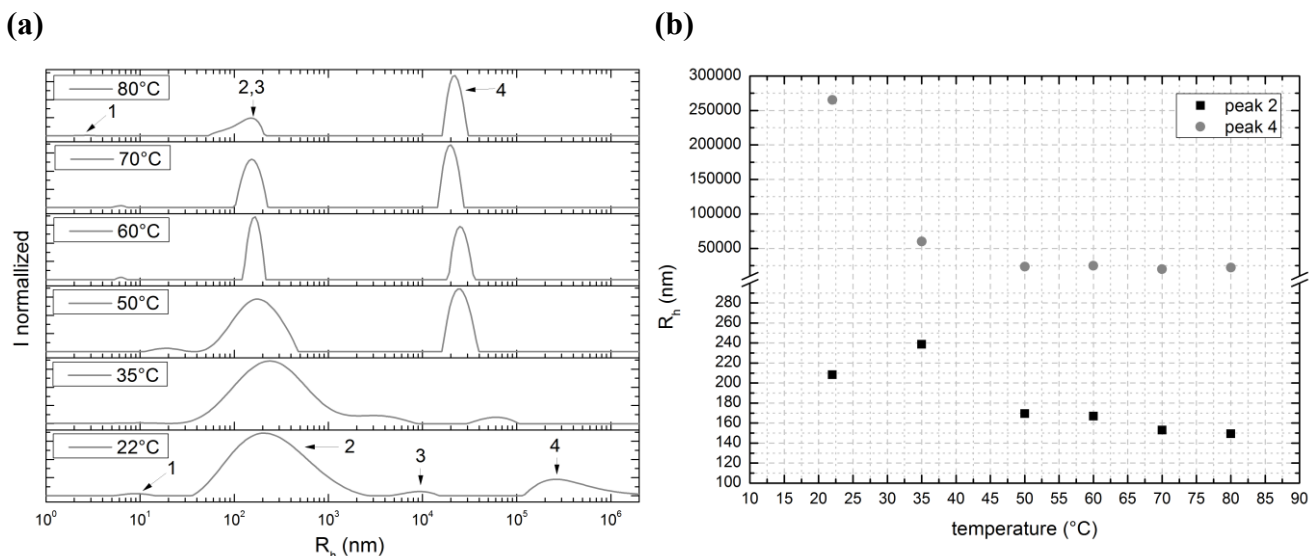 (a)
80°C
1
2,3
4
70°C
60°C
50°C
35°C
22°C
1
2
3
4
10^0 10^1 10^2 10^3 10^4 10^5 10^6
R_h (nm)
I normallized
(b)
300000
250000
200000
150000
100000
50000
280
260
240
220
200
180
160
140
120
100
10 15 20 25 30 35 40 45 50 55 60 65 70 75 80 85 90
temperature (°C)
R_h (nm)
peak 2
peak 4